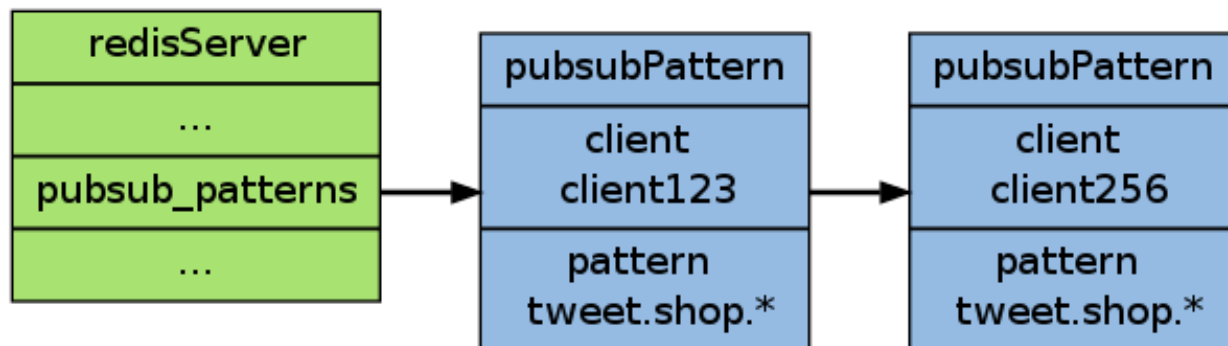 redisServer
...
pubsub_patterns
...
pubsubPattern
client
client123
pattern
tweet.shop.*
pubsubPattern
client
client256
pattern
tweet.shop.*